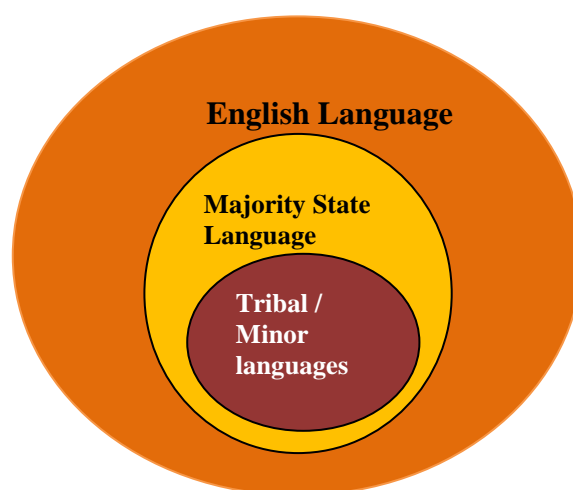 English Language
Majority State
Language
Tribal /
Minor
languages